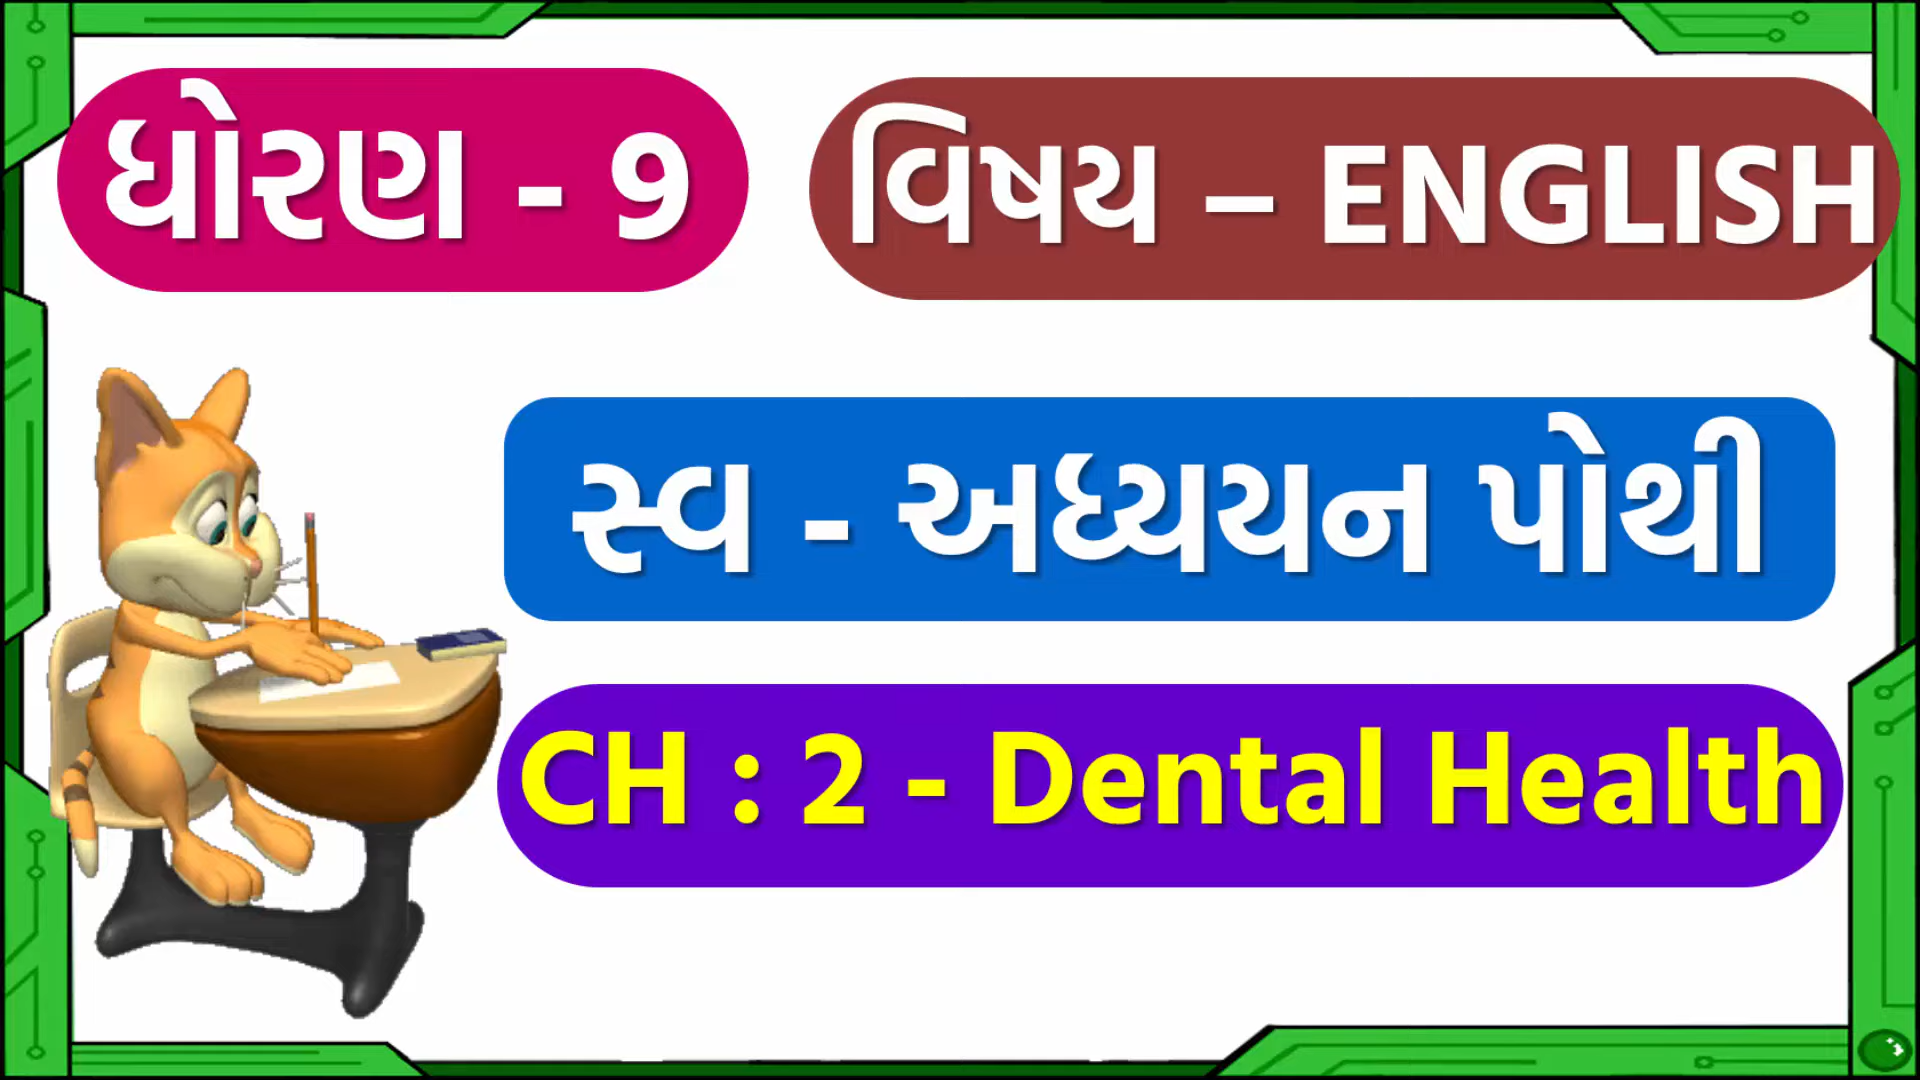 ધોરણ - 9
વિષય – ENGLISH
સ્વ - અધ્યયન પોથી
CH : 2 - Dental Health